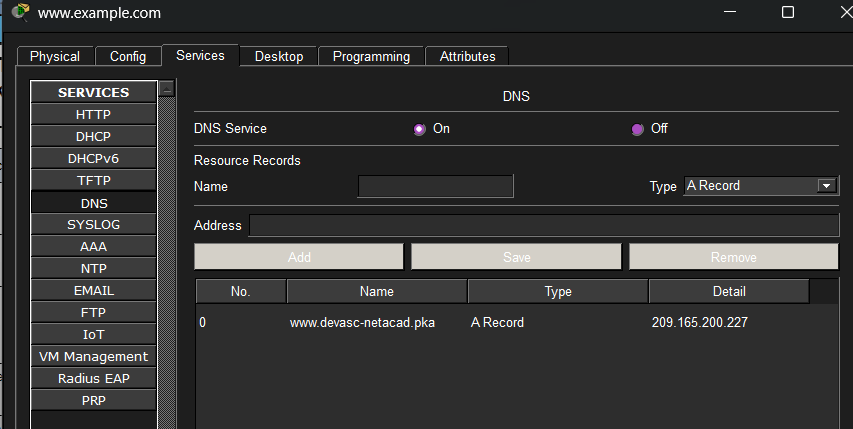 www.example.com
Physical Config Services Desktop Programming Attributes
SERVICES
HTTP
DHCP
DHCPv6
TFTP
DNS
SYSLOG
AAA
NTP
EMAIL
FTP
IoT
VM Management
Radius EAP
PRP
DNS
DNS Service On Off
Resource Records
Name Type A Record
Address
Add Save Remove
No. Name Type Detail
0 www.devasc-netacad.pka A Record 209.165.200.227